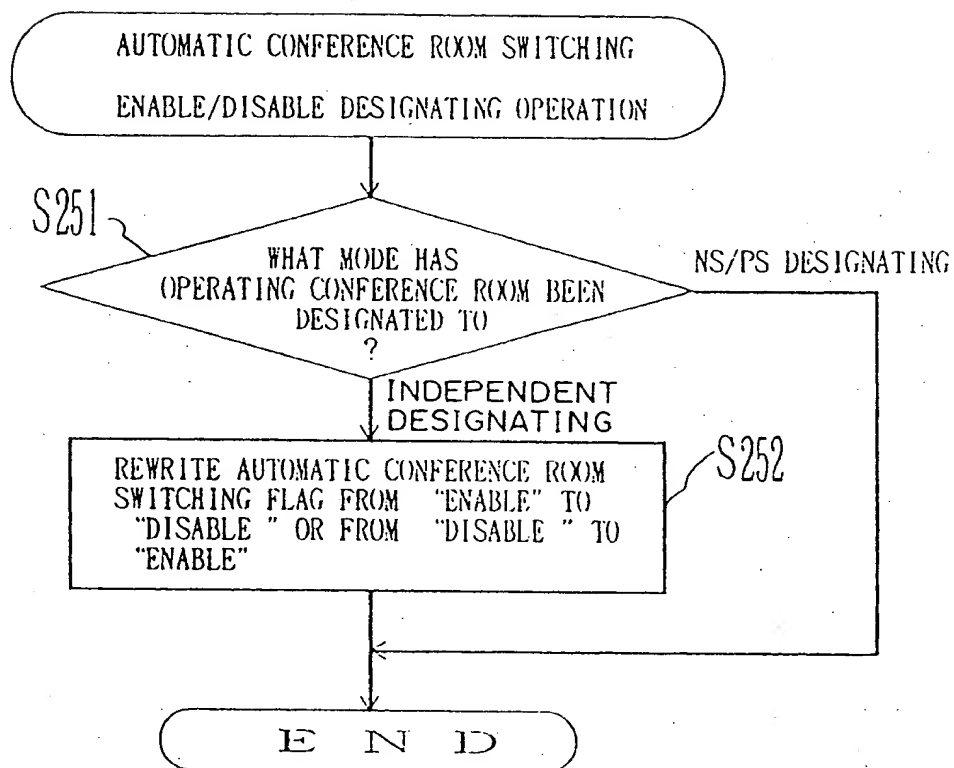 AUTOMATIC CONFERENCE ROOM SWITCHING
ENABLE/DISABLE DESIGNATING OPERATION
S251
WHAT MODE HAS
OPERATING CONFERENCE ROOM BEEN
DESIGNATED TO
?
NS/PS DESIGNATING
INDEPENDENT
DESIGNATING
S252
REWRITE AUTOMATIC CONFERENCE ROOM
SWITCHING FLAG FROM "ENABLE" TO
"DISABLE " OR FROM "DISABLE " TO
"ENABLE"
E N D